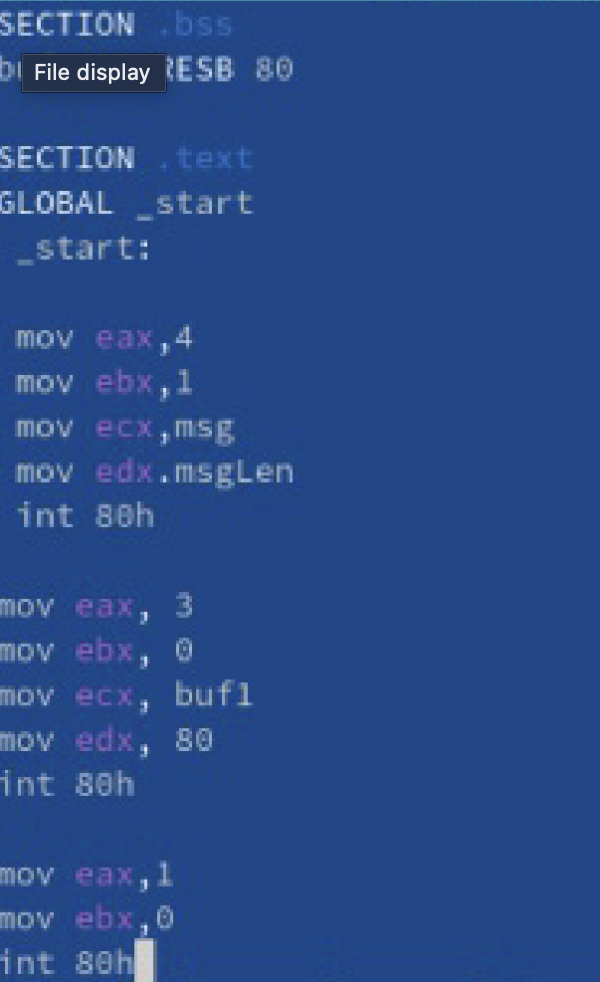 SECTION .bss
RESB 80
File display
SECTION .text
GLOBAL _start
_start:
mov eax,4
mov ebx,1
mov ecx,msg
mov edx.msgLen
int 80h
mov eax, 3
mov ebx, 0
mov ecx, buf1
mov edx, 80
int 80h
mov eax,1
mov ebx,0
int 80h